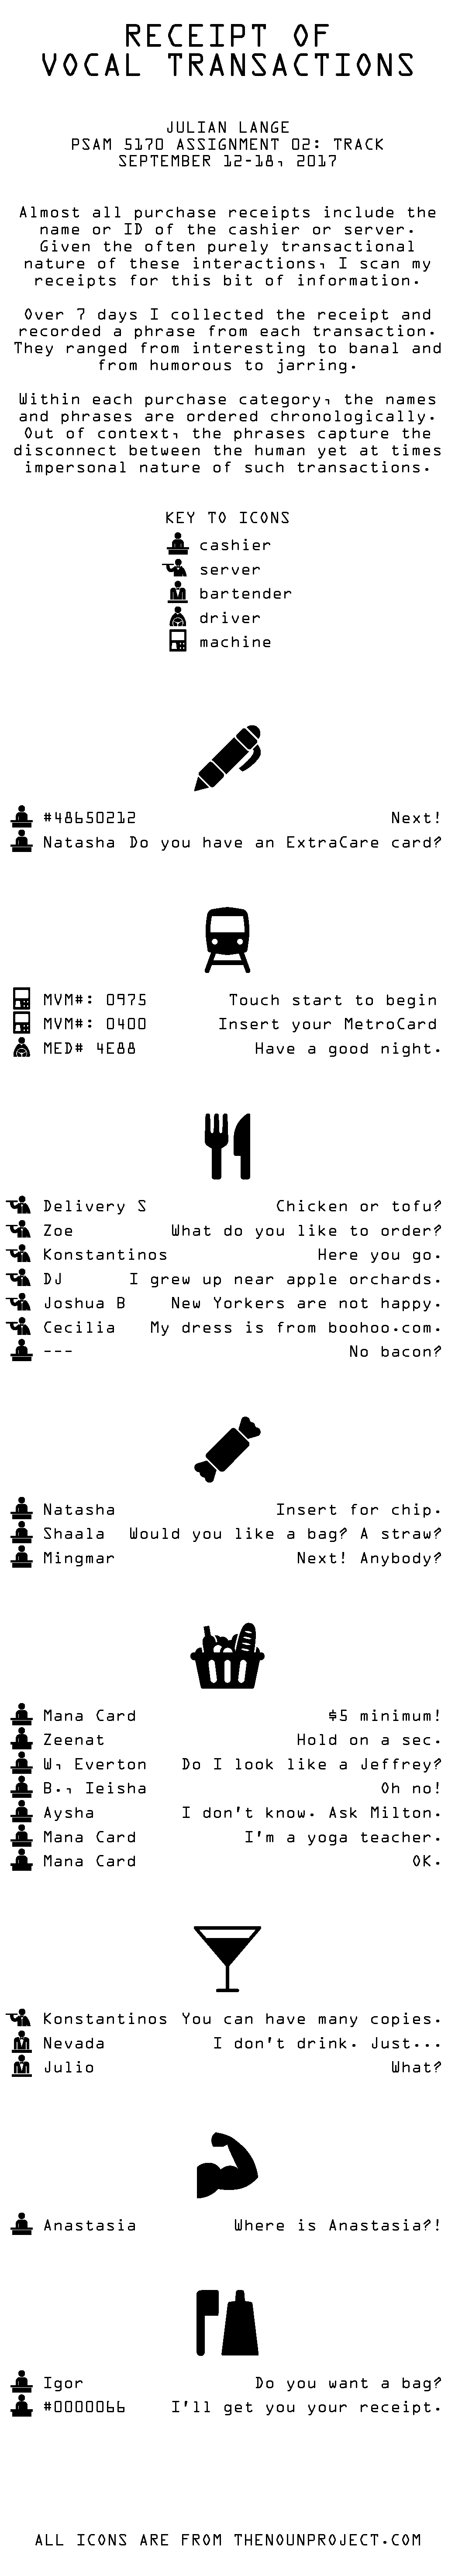 RECEIPT OF
VOCAL TRANSACTIONS
JULIAN LANGE
PSAM 5170 ASSIGNMENT 02: TRACK
SEPTEMBER 12-18, 2017
Almost all purchase receipts include the
name or ID of the cashier or server.
Given the often purely transactional
nature of these interactions, I scan my
receipts for this bit of information.
Over 7 days I collected the receipt and
recorded a phrase from each transaction.
They ranged from interesting to banal and
from humorous to jarring.
Within each purchase category, the names
and phrases are ordered chronologically.
Out of context, the phrases capture the
disconnect between the human yet at times
impersonal nature of such transactions.
KEY TO ICONS
cashier
server
bartender
driver
machine
#48650212 Next!
Natasha Do you have an ExtraCare card?
MVM#: 0975 Touch start to begin
MVM#: 0400 Insert your MetroCard
MED# 4E88 Have a good night.
Delivery S Chicken or tofu?
Zoe What do you like to order?
Konstantinos Here you go.
DJ I grew up near apple orchards.
Joshua B New Yorkers are not happy.
Cecilia My dress is from boohoo.com.
--- No bacon?
Natasha Insert for chip.
Shaala Would you like a bag? A straw?
Mingmar Next! Anybody?
Mana Card $5 minimum!
Zeenat Hold on a sec.
W, Everton Do I look like a Jeffrey?
B., Ieisha Oh no!
Aysha I don't know. Ask Milton.
Mana Card I'm a yoga teacher.
Mana Card OK.
Konstantinos You can have many copies.
Nevada I don't drink. Just...
Julio What?
Anastasia Where is Anastasia?!
Igor Do you want a bag?
#0000066 I'll get you your receipt.
ALL ICONS ARE FROM THENOUNPROJECT.COM